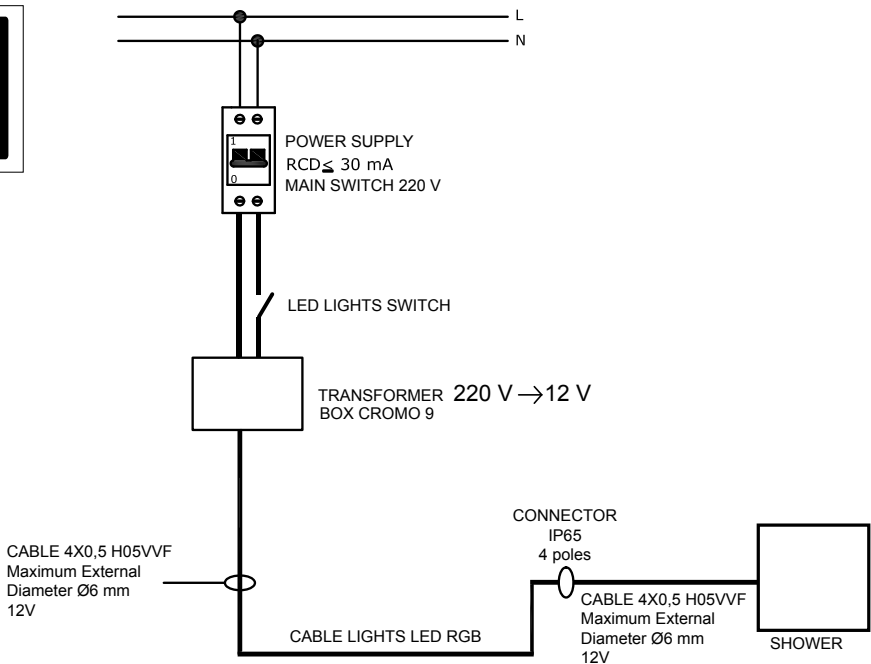 L
N
1
0
POWER SUPPLY
RCD≤ 30 mA
MAIN SWITCH 220 V
LED LIGHTS SWITCH
TRANSFORMER 220 V → 12 V
BOX CROMO 9
CABLE 4X0,5 H05VVF
Maximum External
Diameter Ø6 mm
12V
CABLE LIGHTS LED RGB
CONNECTOR
IP65
4 poles
CABLE 4X0,5 H05VVF
Maximum External
Diameter Ø6 mm
12V
SHOWER